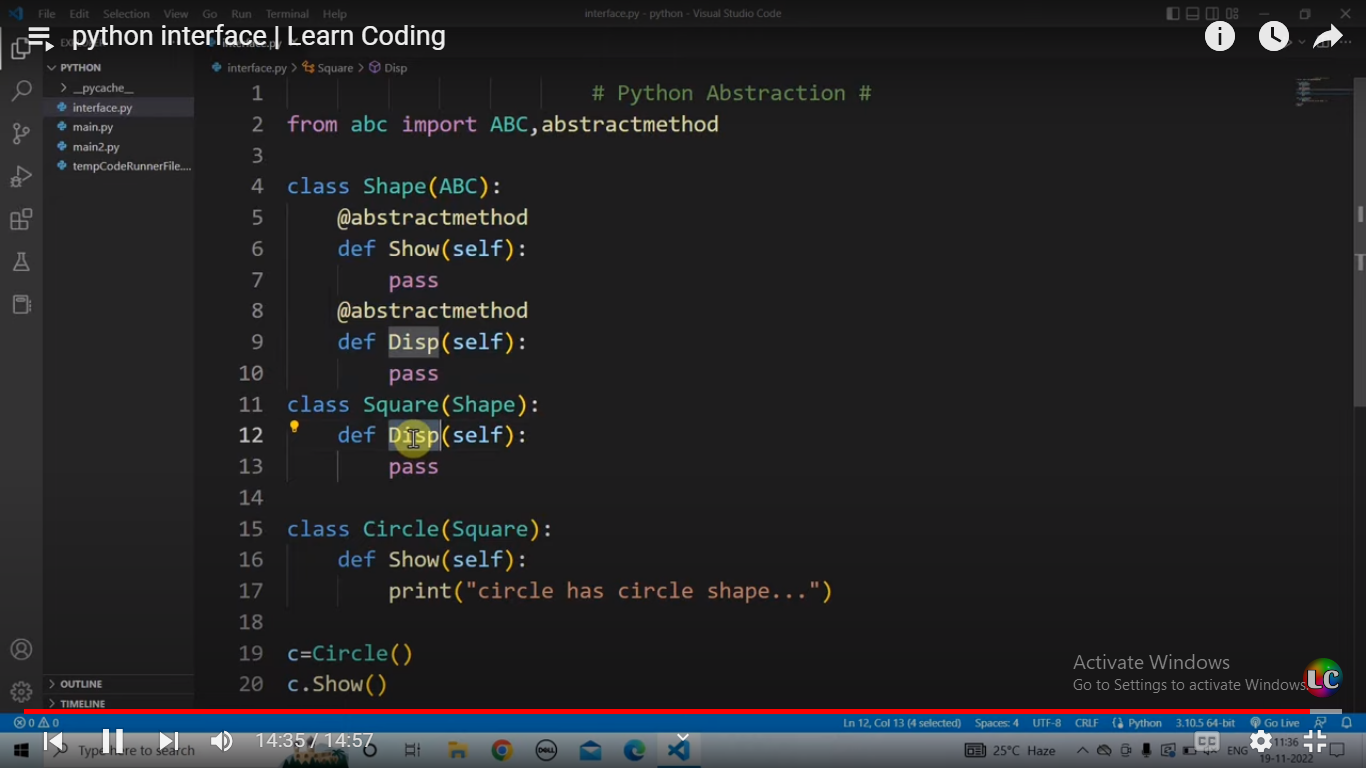 File Edit Selection View Go Run Terminal Help interface.py - python - Visual Studio Code
python interface | Learn Coding
PYTHON
interface.py > Square > Disp
__pycache__
interface.py
main.py
main2.py
tempCodeRunnerFile....
1 # Python Abstraction #
2 from abc import ABC,abstractmethod
3
4 class Shape(ABC):
5 @abstractmethod
6 def Show(self):
7 pass
8 @abstractmethod
9 def Disp(self):
10 pass
11 class Square(Shape):
12 def Disp(self):
13 pass
14
15 class Circle(Square):
16 def Show(self):
17 print("circle has circle shape...")
18
19 c=Circle()
20 c.Show()
Activate Windows
Go to Settings to activate Windows.
LC
OUTLINE
TIMELINE
0 0 Ln 12, Col 13 (4 selected) Spaces: 4 UTF-8 CRLF Python 3.10.5 64-bit Go Live
14:35 / 14:57
Type here to search
DELL
25°C Haze
CC
ENG
11:36
19-11-2022